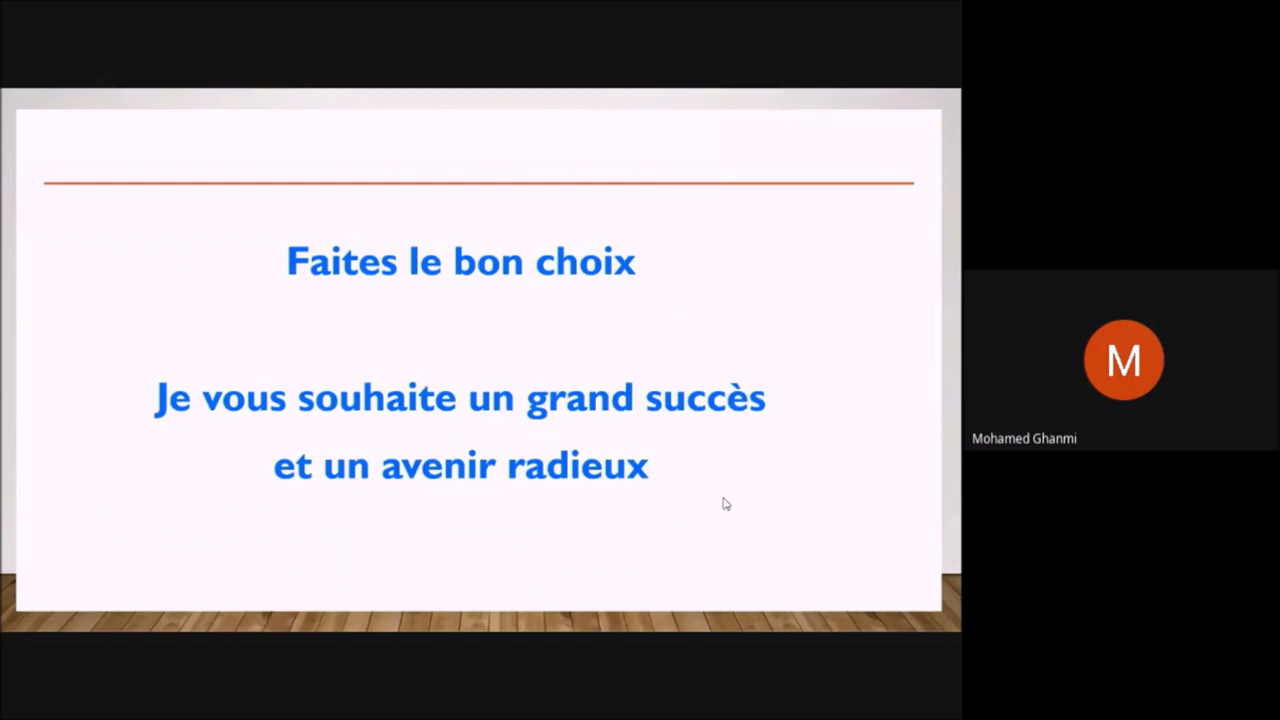 Faites le bon choix
Je vous souhaite un grand succès
et un avenir radieux
M
Mohamed Ghanmi